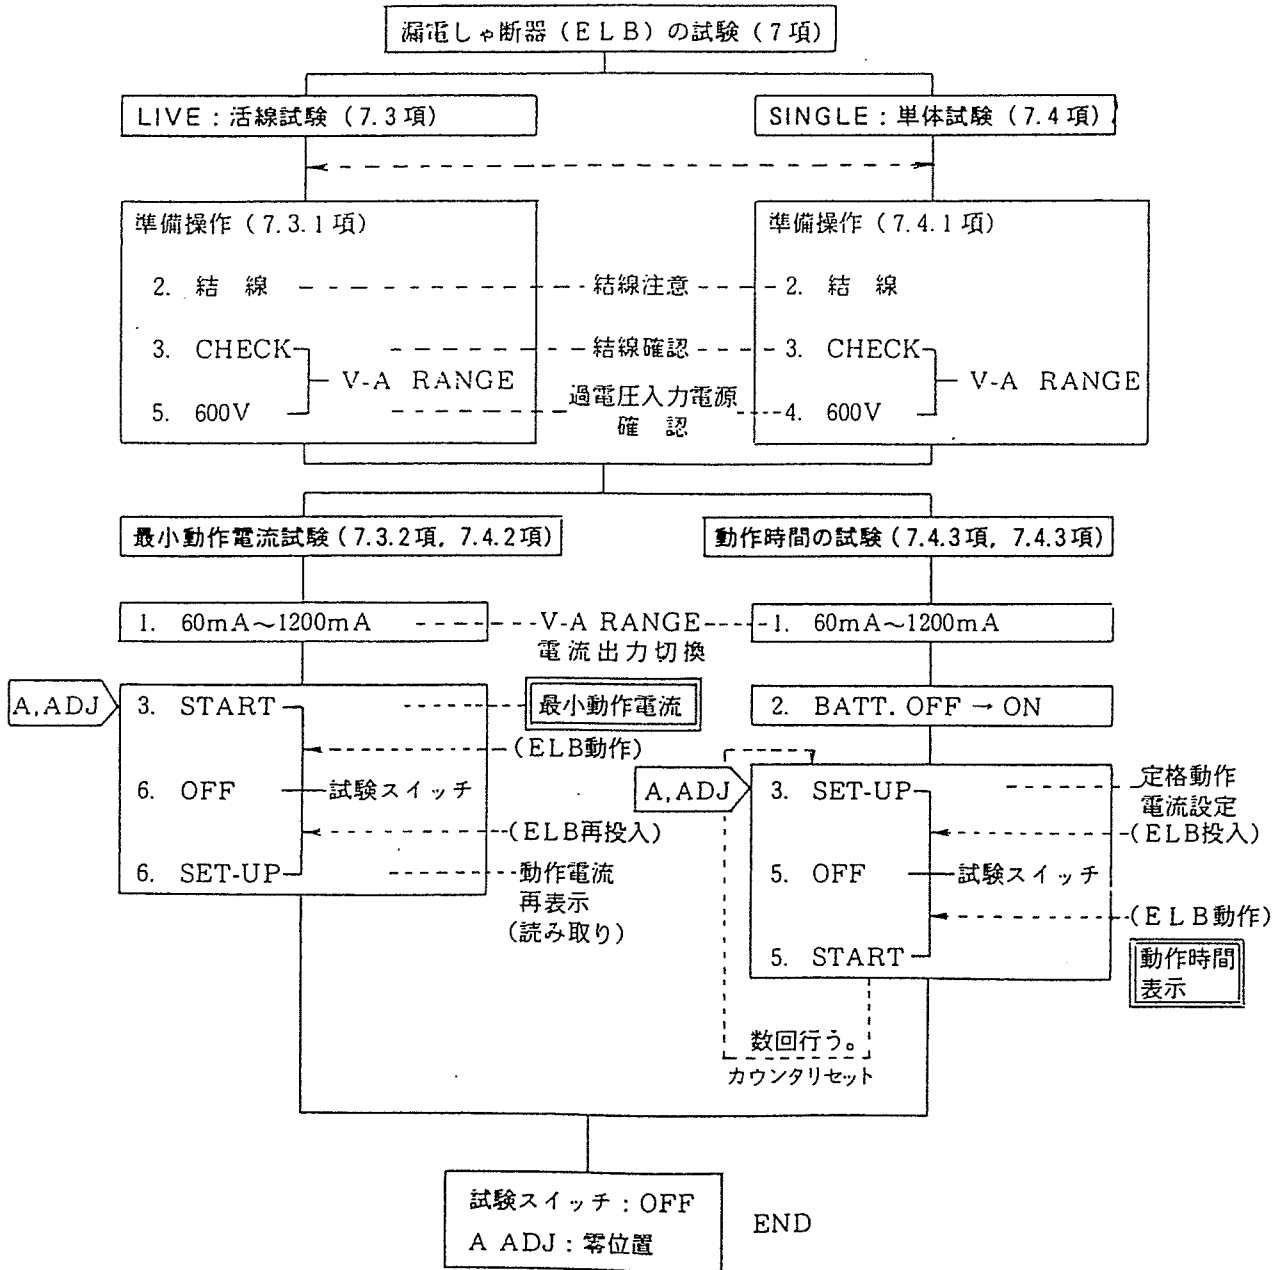 漏電しゃ断器(ELB)の試験(7項)
LIVE:活線試験(7.3項)
SINGLE:単体試験(7.4項)
準備操作(7.3.1項)
2. 結線
3. CHECK
5. 600V
V-A RANGE
結線注意
結線確認
過電圧入力電源
確認
準備操作(7.4.1項)
2. 結線
3. CHECK
4. 600V
V-A RANGE
最小動作電流試験(7.3.2項, 7.4.2項)
動作時間の試験(7.4.3項, 7.4.3項)
1. 60mA~1200mA
V-A RANGE
電流出力切換
1. 60mA~1200mA
A,ADJ
3. START
最小動作電流
(ELB動作)
6. OFF
試験スイッチ
(ELB再投入)
6. SET-UP
動作電流
再表示
(読み取り)
2. BATT. OFF → ON
A,ADJ
3. SET-UP
定格動作
電流設定
(ELB投入)
5. OFF
試験スイッチ
(ELB動作)
5. START
動作時間
表示
数回行う。
カウンタリセット
試験スイッチ:OFF
A ADJ:零位置
END